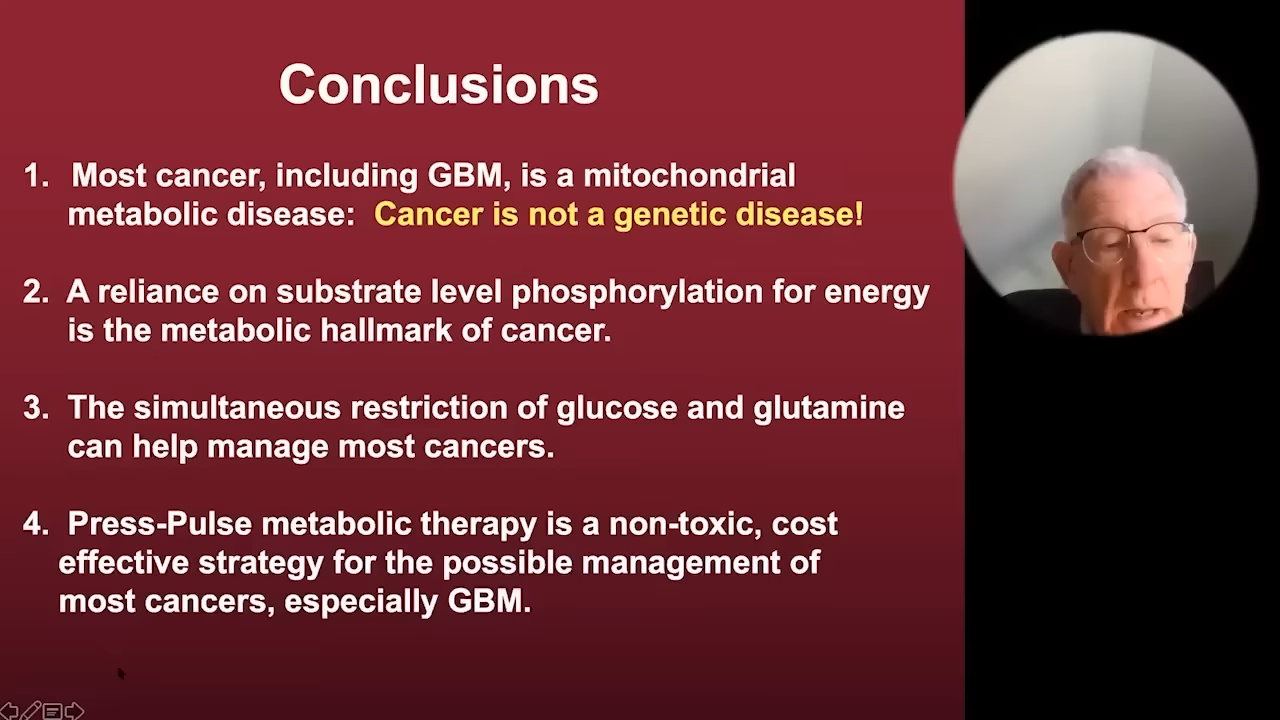 Conclusions
1. Most cancer, including GBM, is a mitochondrial
metabolic disease: Cancer is not a genetic disease!
2. A reliance on substrate level phosphorylation for energy
is the metabolic hallmark of cancer.
3. The simultaneous restriction of glucose and glutamine
can help manage most cancers.
4. Press-Pulse metabolic therapy is a non-toxic, cost
effective strategy for the possible management of
most cancers, especially GBM.